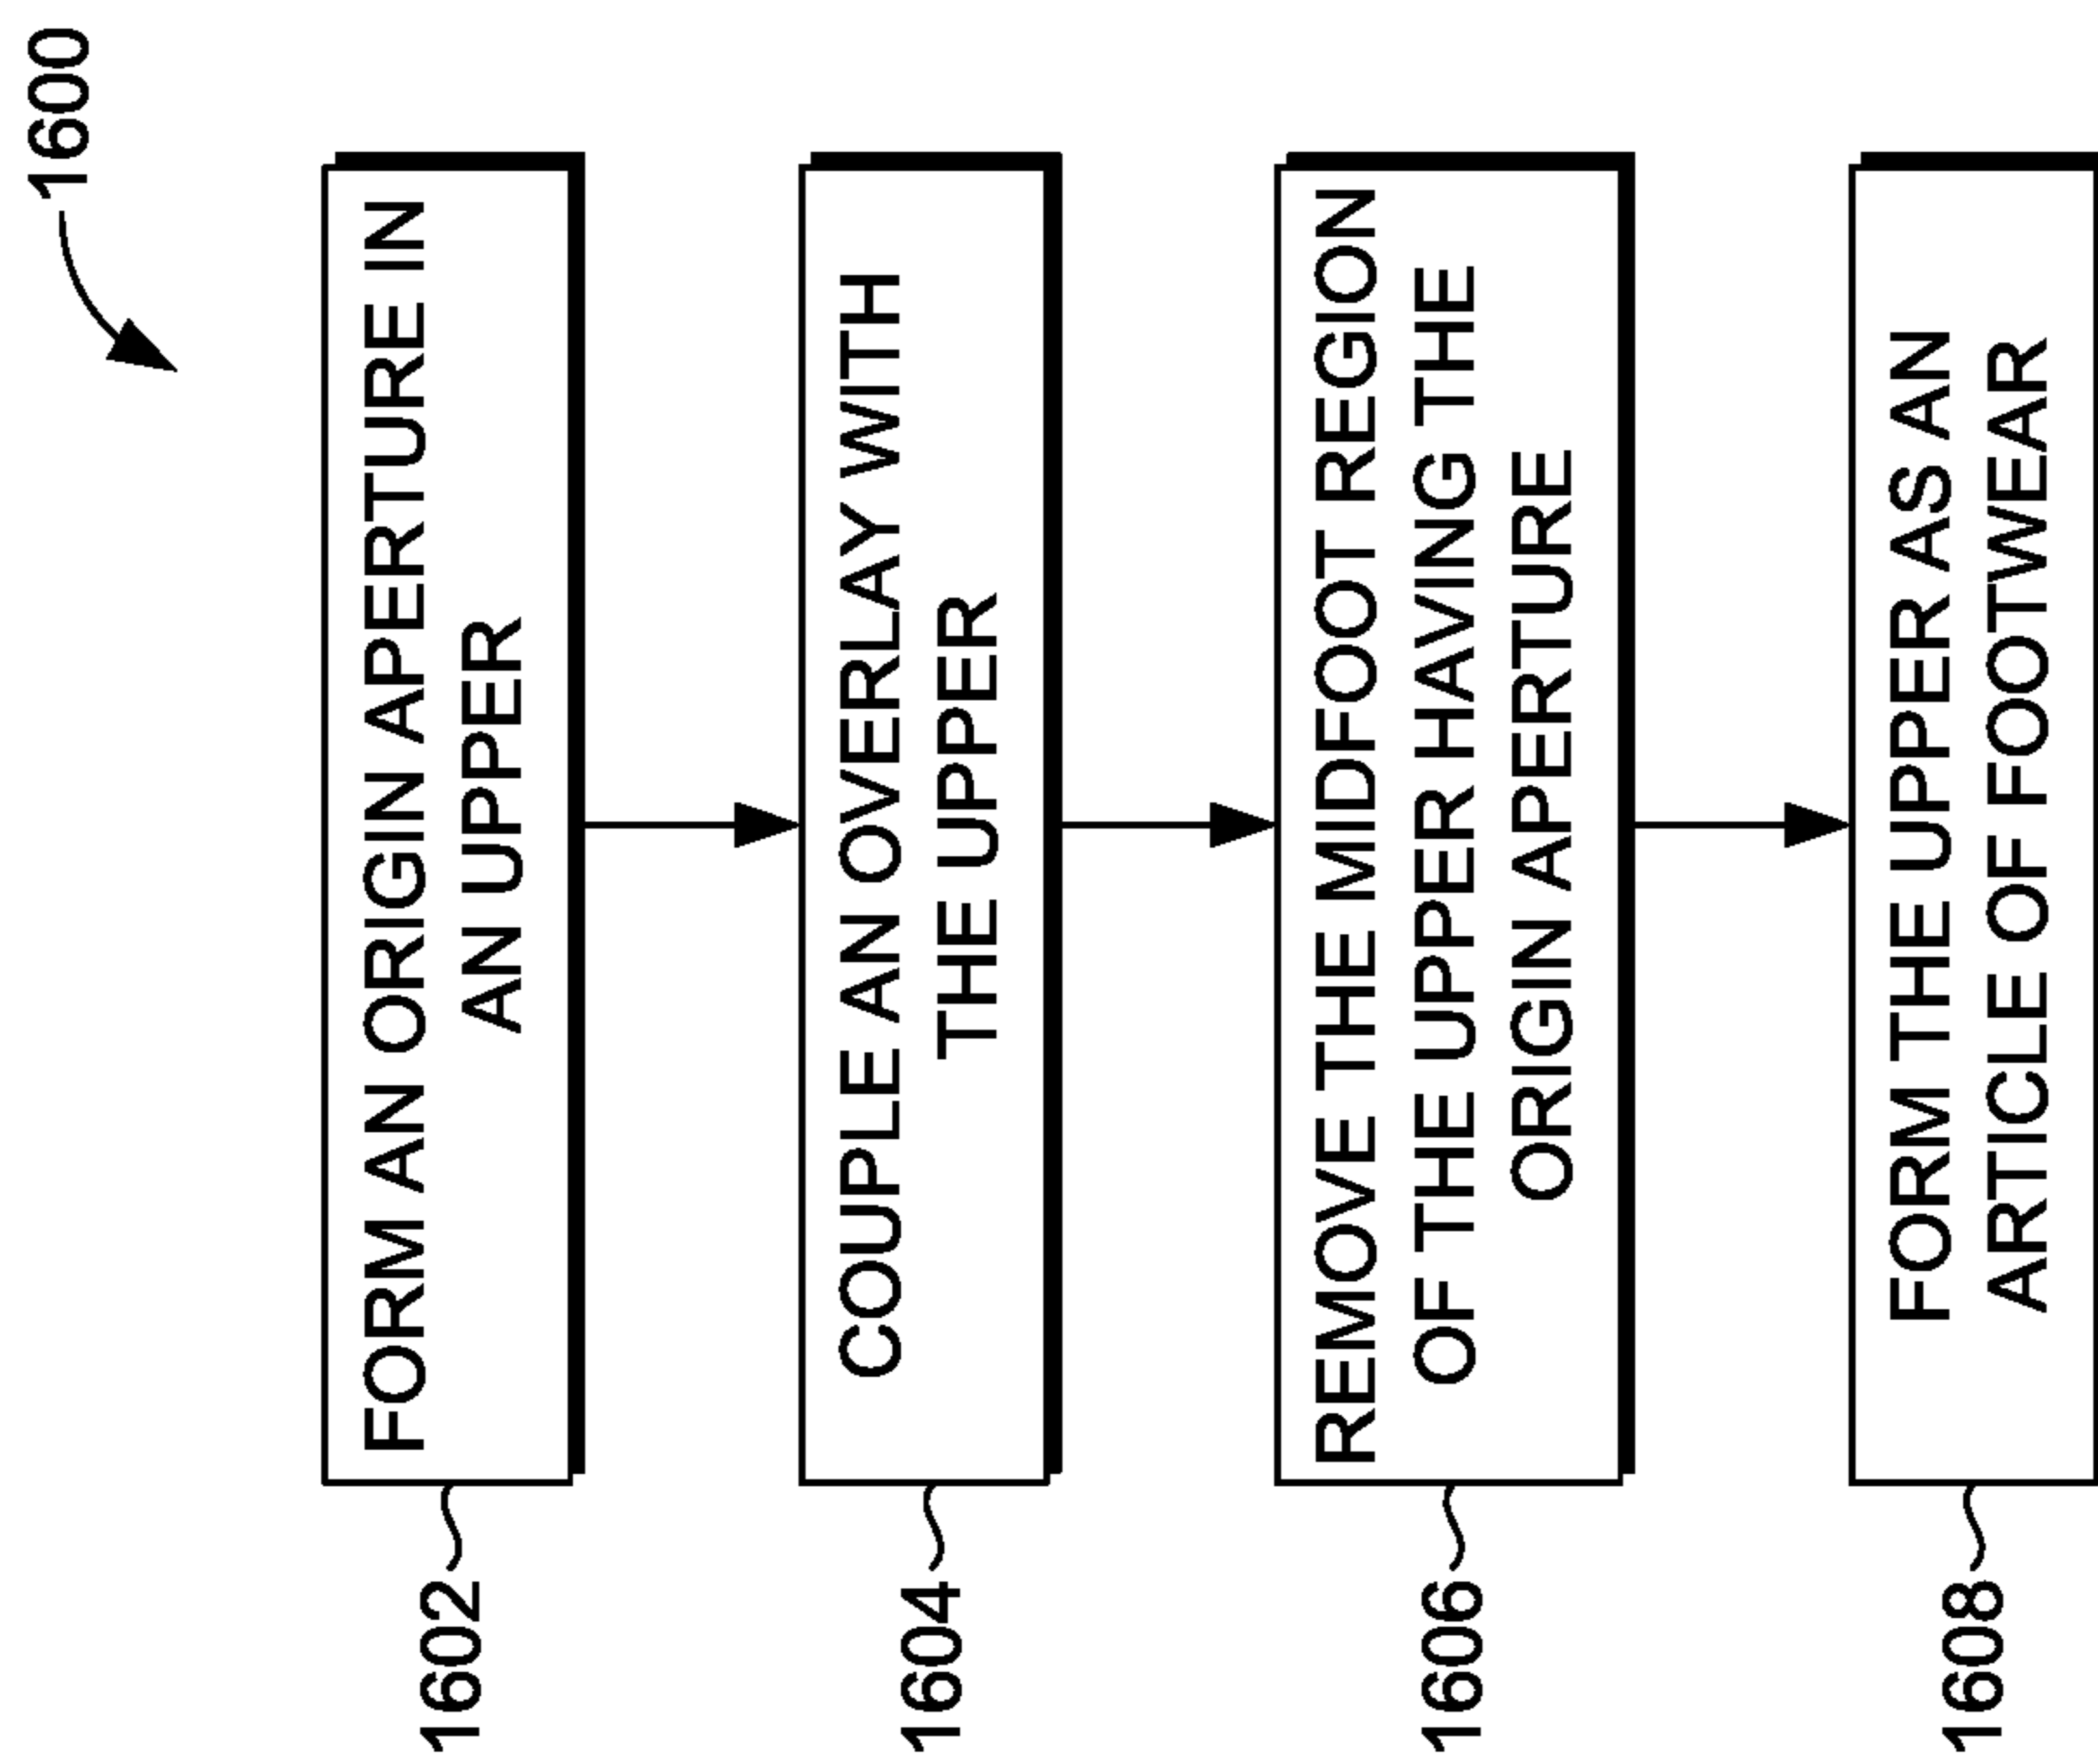 1600
1602
FORM AN ORIGIN APERTURE IN
AN UPPER
1604
COUPLE AN OVERLAY WITH
THE UPPER
1606
REMOVE THE MIDFOOT REGION
OF THE UPPER HAVING THE
ORIGIN APERTURE
1608
FORM THE UPPER AS AN
ARTICLE OF FOOTWEAR